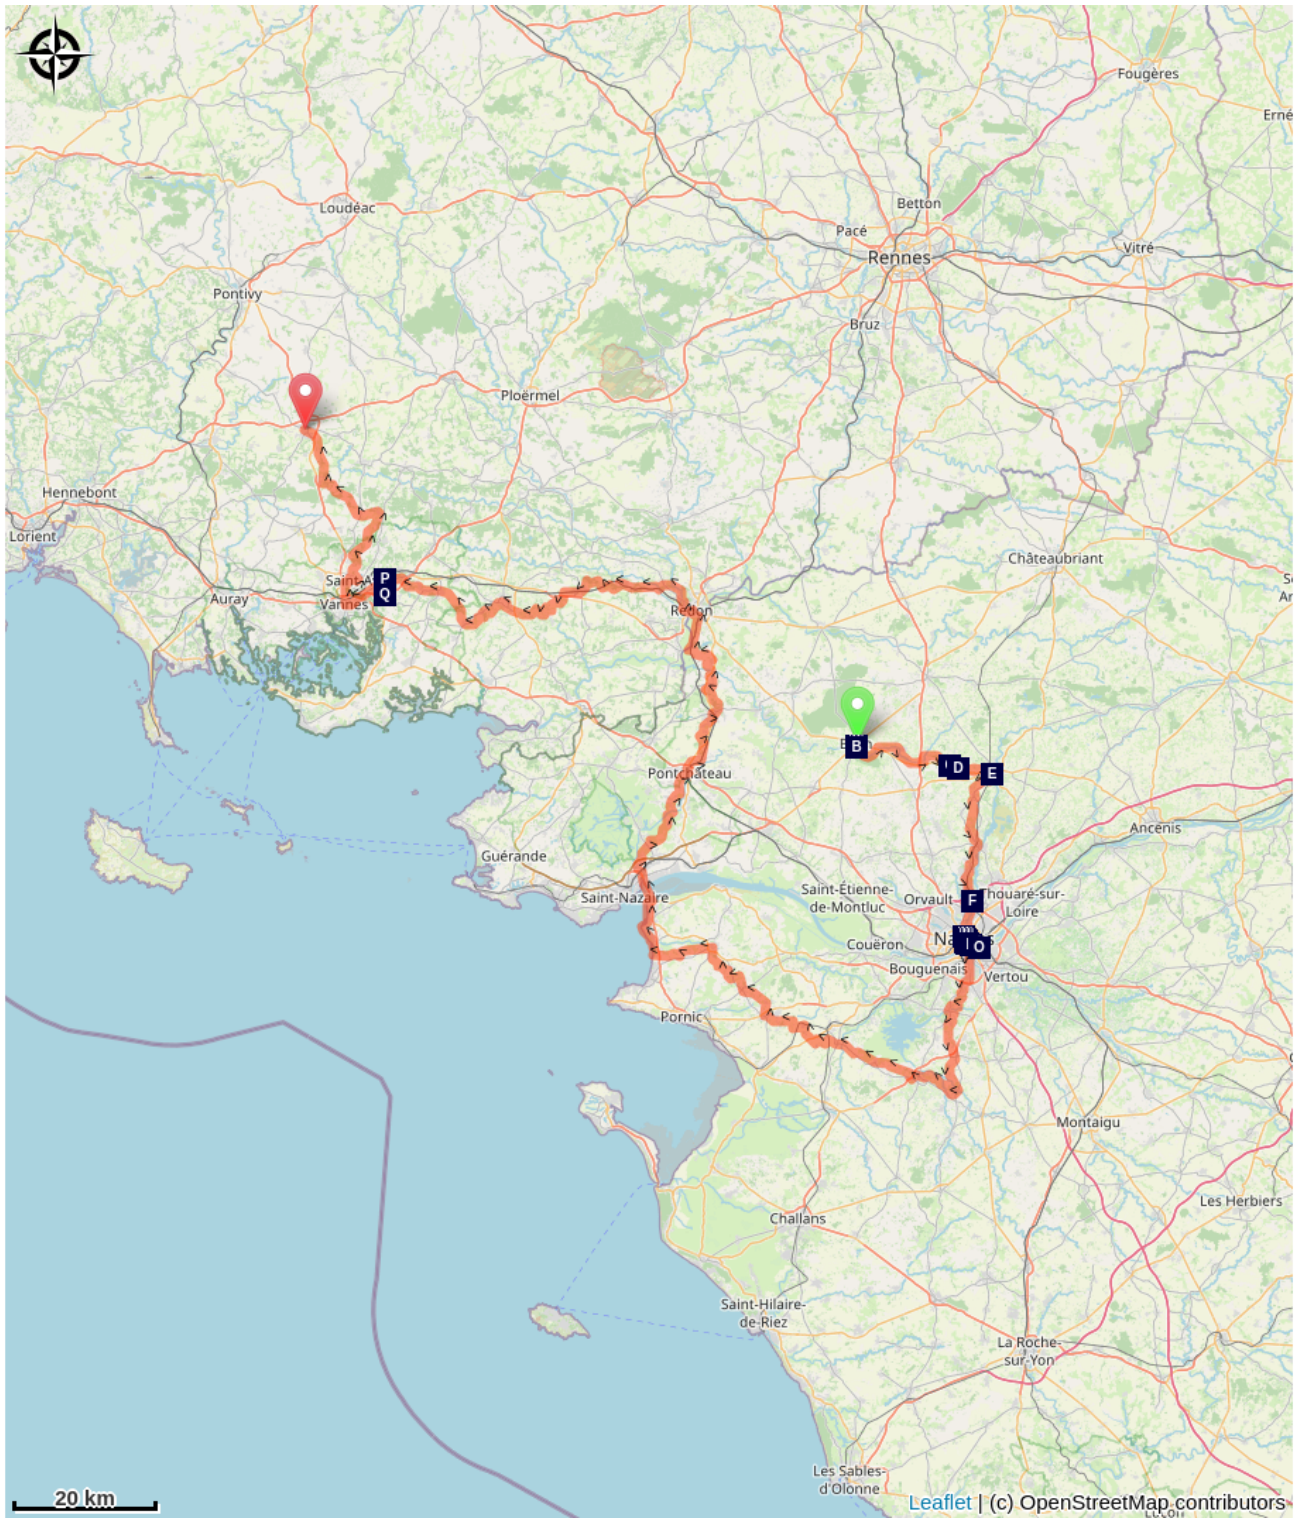 Fougères
Erné
Loudéac
Betton
Pacé
Rennes
Vitré
Pontivy
Bruz
Ploërmel
Hennebont
Lorient
Châteaubriant
Saint-A
P
Auray
Vannes
Q
Redon
B
D
E
Pontchâteau
Ancenis
Guérande
Saint-Nazaire
Saint-Étienne-
de-Montluc
Orvault
F
Thouaré-sur-
Loire
Couëron
O
Bouguenais
Vertou
Pornic
Montaigu
Les Herbiers
Challans
Saint-Hilaire-
de-Riez
La Roche-
sur-Yon
Les Sables-
d'Olonne
20 km
Leaflet | (c) OpenStreetMap contributors